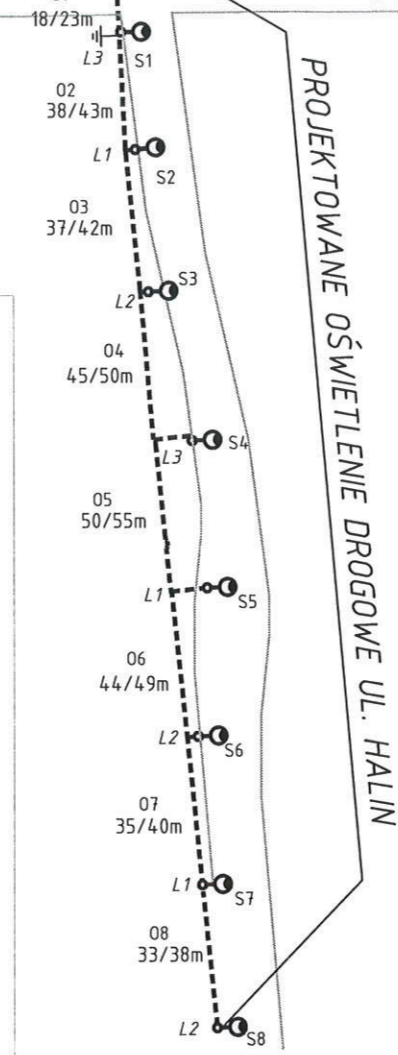 18/23m
L3
S1
02
38/43m
L1
S2
03
37/42m
L2
S3
04
45/50m
L3
S4
05
50/55m
L1
S5
06
44/49m
L2
S6
07
35/40m
L1
S7
08
33/38m
L2
S8
PROJEKTOWANE OŚWIETLENIE DROGOWE UL. HALIN